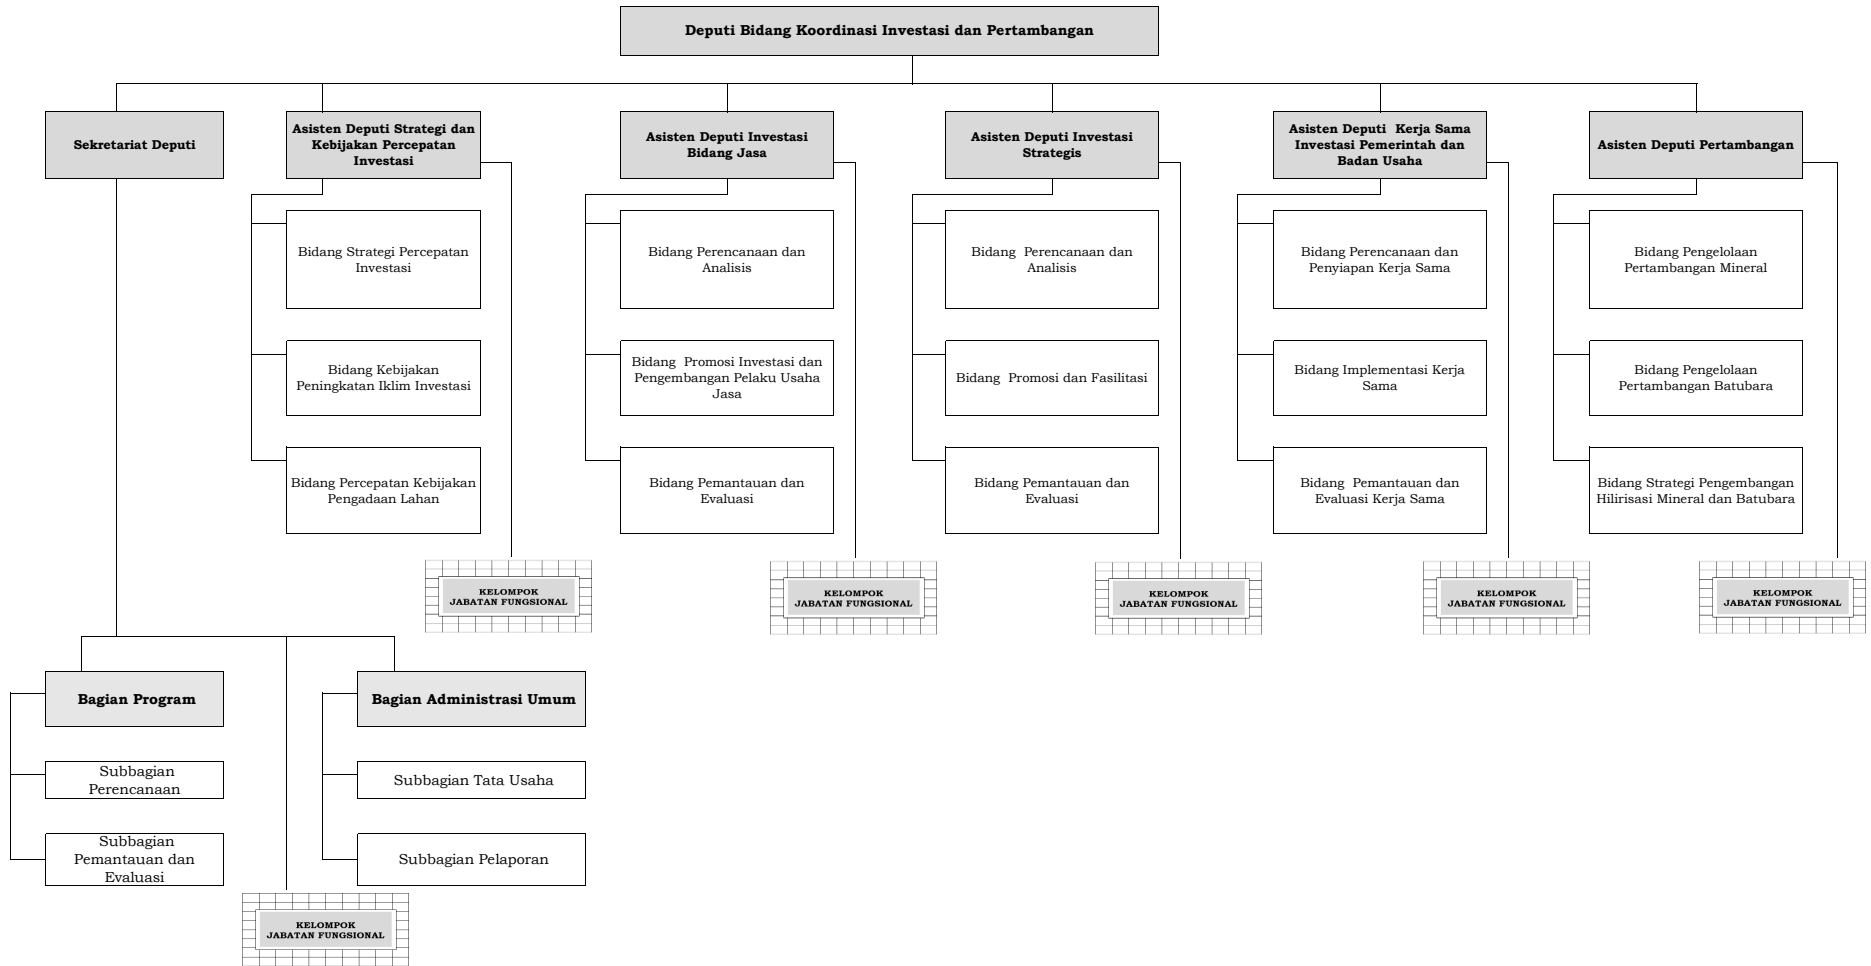 Deputi Bidang Koordinasi Investasi dan Pertambangan
Sekretariat Deputi
Asisten Deputi Strategi dan
Kebijakan Percepatan
Investasi
Asisten Deputi Investasi
Bidang Jasa
Asisten Deputi Investasi
Strategis
Asisten Deputi  Kerja Sama
Investasi Pemerintah dan
Badan Usaha
Asisten Deputi Pertambangan
Bidang Strategi Percepatan
Investasi
Bidang Perencanaan dan
Analisis
Bidang  Perencanaan dan
Analisis
Bidang Perencanaan dan
Penyiapan Kerja Sama
Bidang Pengelolaan
Pertambangan Mineral
Bidang Kebijakan
Peningkatan Iklim Investasi
Bidang  Promosi Investasi dan
Pengembangan Pelaku Usaha
Jasa
Bidang  Promosi dan Fasilitasi
Bidang Implementasi Kerja
Sama
Bidang Pengelolaan
Pertambangan Batubara
Bidang Percepatan Kebijakan
Pengadaan Lahan
Bidang Pemantauan dan
Evaluasi
Bidang Pemantauan dan
Evaluasi
Bidang  Pemantauan dan
Evaluasi Kerja Sama
Bidang Strategi Pengembangan
Hilirisasi Mineral dan Batubara
KELOMPOK
JABATAN FUNGSIONAL
KELOMPOK
JABATAN FUNGSIONAL
KELOMPOK
JABATAN FUNGSIONAL
KELOMPOK
JABATAN FUNGSIONAL
KELOMPOK
JABATAN FUNGSIONAL
Bagian Program
Bagian Administrasi Umum
Subbagian
Perencanaan
Subbagian Tata Usaha
Subbagian
Pemantauan dan
Evaluasi
Subbagian Pelaporan
KELOMPOK
JABATAN FUNGSIONAL